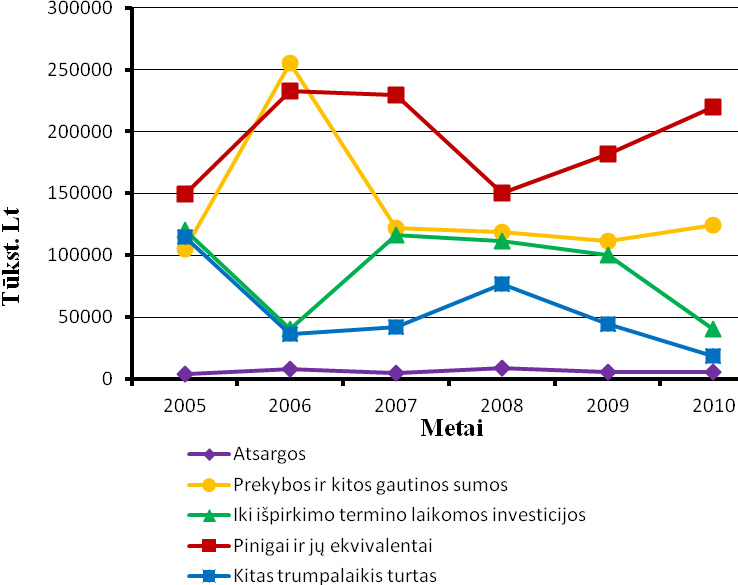 300000
250000
200000
150000
100000
50000
0
Tūkst. Lt
2005 2006 2007 2008 2009 2010
Metai
Atsargos
Prekybos ir kitos gautinos sumos
Iki išpirkimo termino laikomos investicijos
Pinigai ir jų ekvivalentai
Kitas trumpalaikis turtas